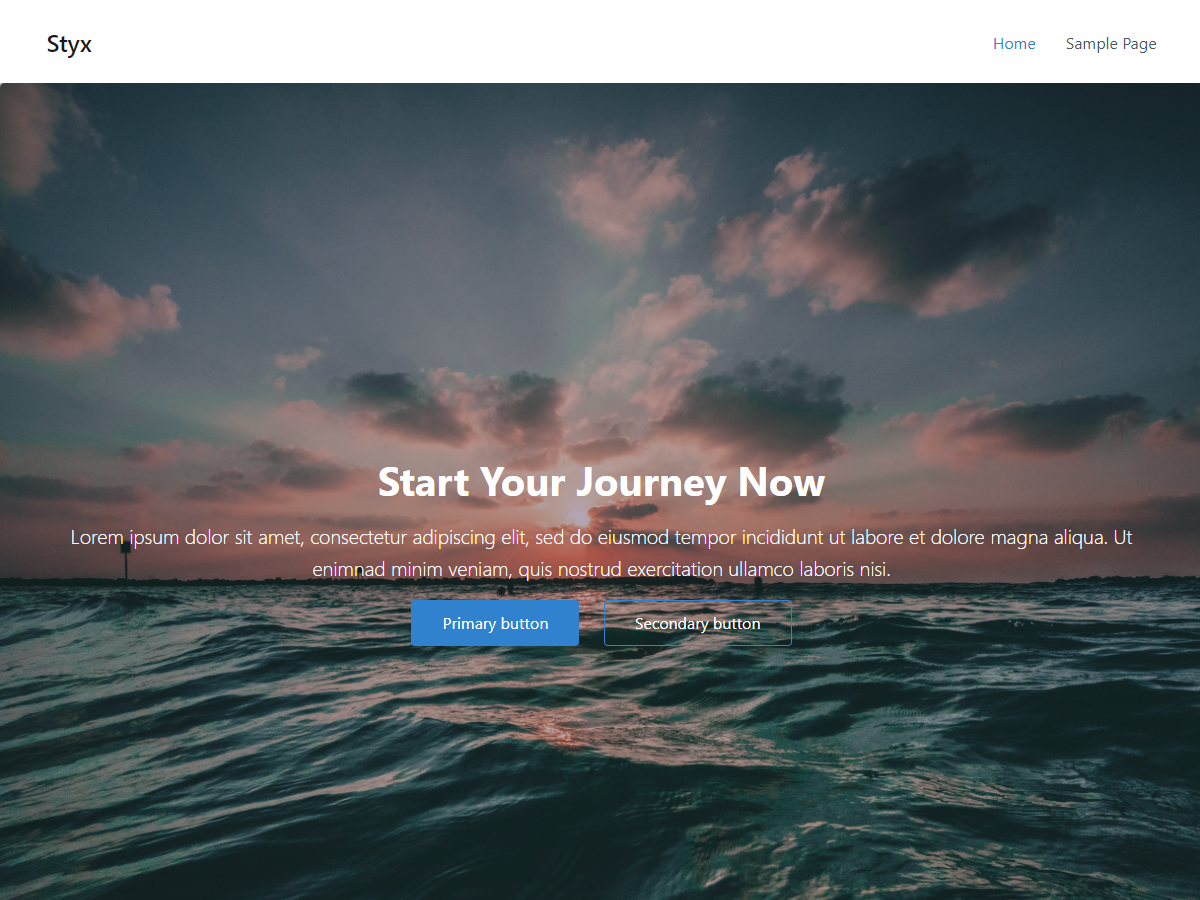 Styx
Home
Sample Page
Start Your Journey Now
Lorem ipsum dolor sit amet, consectetur adipiscing elit, sed do eiusmod tempor incididunt ut labore et dolore magna aliqua. Ut
enimnad minim veniam, quis nostrud exercitation ullamco laboris nisi.
Primary button
Secondary button